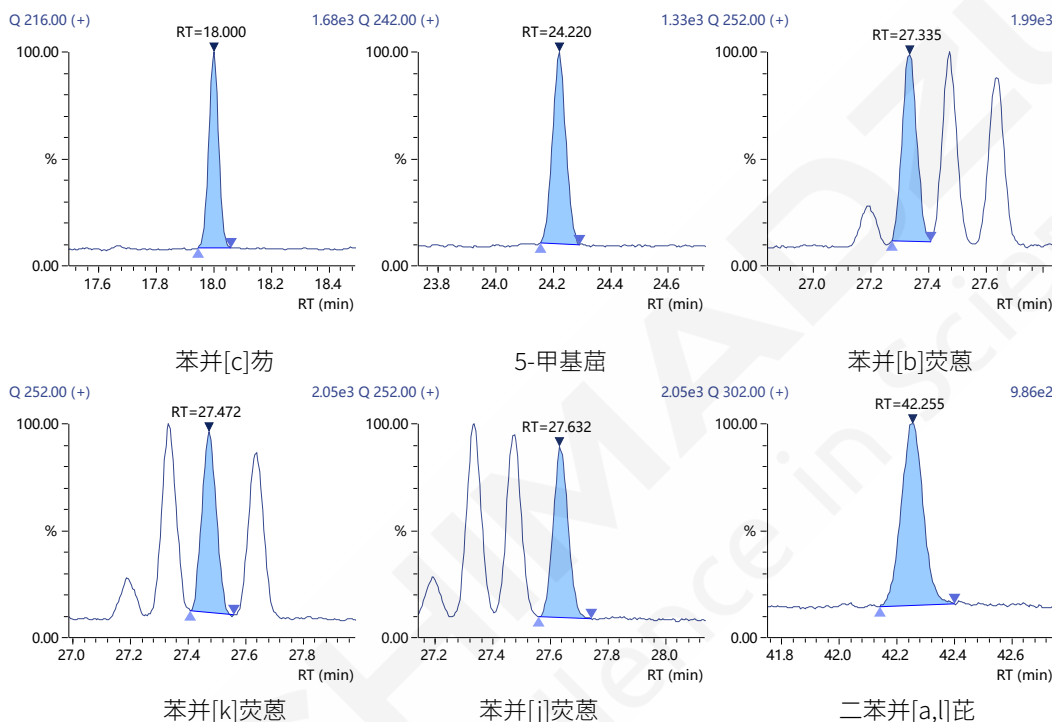 Q 216.00 (+) 1.68e3
RT=18.000
100.00
%
0.00
17.6 17.8 18.0 18.2 18.4
RT (min)
苯并[c]芴
Q 242.00 (+) 1.33e3
RT=24.220
100.00
%
0.00
23.8 24.0 24.2 24.4 24.6
RT (min)
5-甲基䓛
Q 252.00 (+) 1.99e3
RT=27.335
100.00
%
0.00
27.0 27.2 27.4 27.6
RT (min)
苯并[b]荧蒽
Q 252.00 (+) 2.05e3
RT=27.472
100.00
%
0.00
27.0 27.2 27.4 27.6 27.8
RT (min)
苯并[k]荧蒽
Q 252.00 (+) 2.05e3
RT=27.632
100.00
%
0.00
27.2 27.4 27.6 27.8 28.0
RT (min)
苯并[j]荧蒽
Q 302.00 (+) 9.86e2
RT=42.255
100.00
%
0.00
41.8 42.0 42.2 42.4 42.6
RT (min)
二苯并[a,l]芘
SHIMADZU
ience in Scien